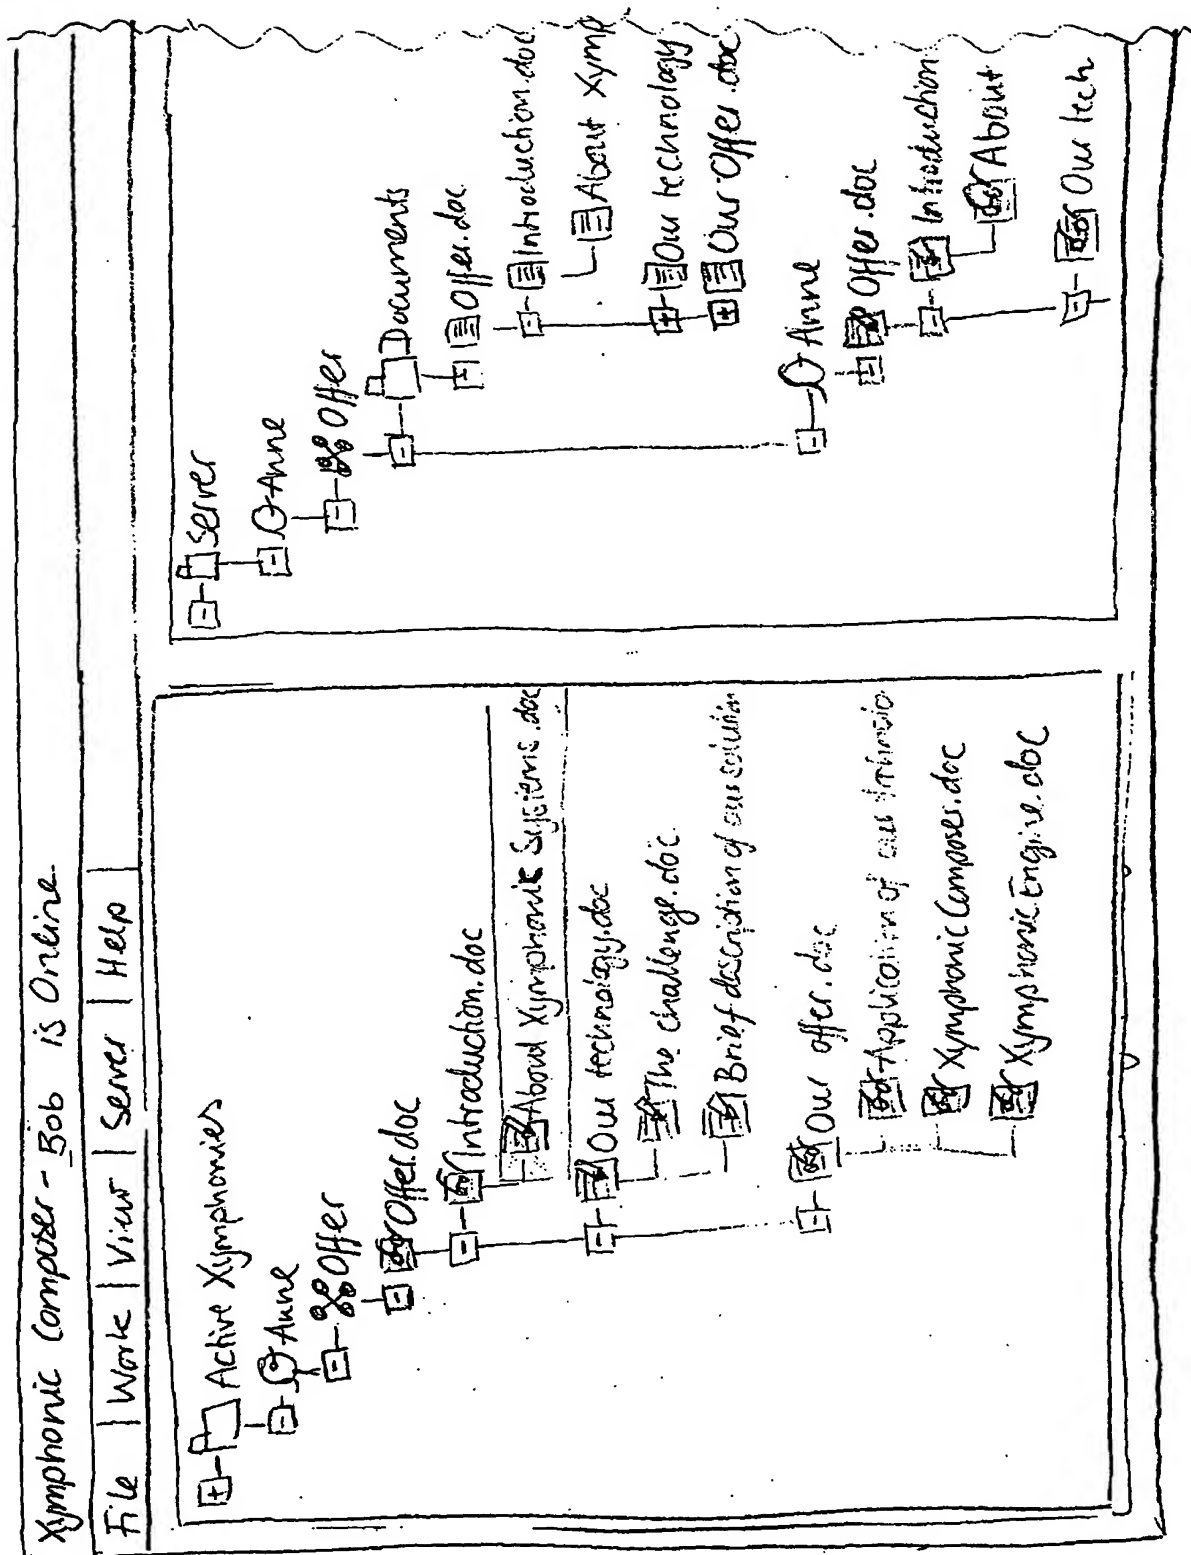 Xymphonic Composer - Bob is Online
File | Work | View | Server | Help
Active Xymphonies
Anne
Offer
Offer.doc
Introduction.doc
About Xymphonic Systems.doc
Our technology.doc
The challenge.doc
Brief description of our solution
Our offer.doc
Application of our
Xymphonic Composer.doc
Xymphonic Engine.doc
Server
Anne
Offer
Documents
Offer.doc
Introduction.doc
About Xymp
Our technology
Our Offer.doc
Anne
Offer.doc
Introduction
About
Our tech